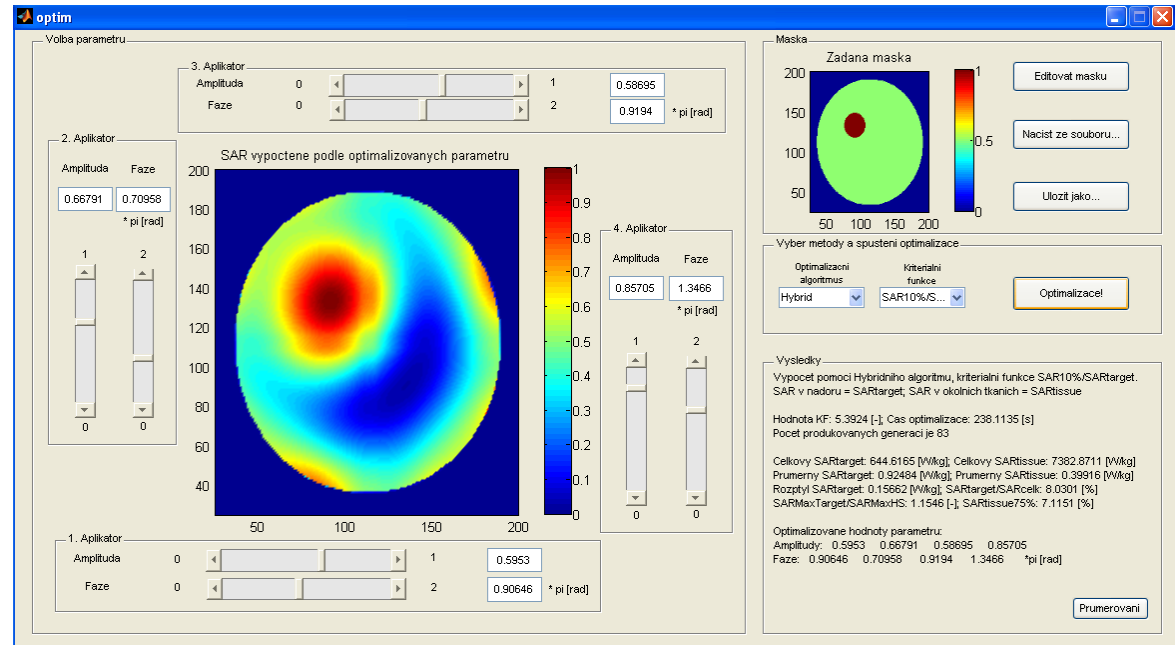 optim
Volba parametru
3. Aplikator
Amplituda 0 1 0.58695
Faze 0 2 0.9194 * pi [rad]
2. Aplikator
Amplituda Faze
0.66791 0.70958
* pi [rad]
1 2
0 0
SAR vypoctene podle optimalizovanych parametru
200
180
160
140
120
100
80
60
40
50 100 150 200
1
0.9
0.8
0.7
0.6
0.5
0.4
0.3
0.2
0.1
0
4. Aplikator
Amplituda Faze
0.85705 1.3466
* pi [rad]
1 2
0 0
1. Aplikator
Amplituda 0 1 0.5953
Faze 0 2 0.90646 * pi [rad]
Maska
Zadana maska
200
150
100
50
50 100 150 200
1
0.5
0
Editovat masku
Nacist ze souboru...
Ulozit jako...
Vyber metody a spusteni optimalizace
Optimalizacni
algoritmus
Hybrid
Kriterialni
funkce
SAR10%/S...
Optimalizace!
Vysledky
Vypocet pomoci Hybridniho algoritmu, kriterialni funkce SAR10%/SARtarget.
SAR v nadoru = SARtarget; SAR v okolnich tkanich = SARtissue
Hodnota KF: 5.3924 [-]; Cas optimalizace: 238.1135 [s]
Pocet produkovanych generaci je 83
Celkovy SARtarget: 644.6165 [W/kg]; Celkovy SARtissue: 7382.8711 [W/kg]
Prumerny SARtarget: 0.92484 [W/kg]; Prumerny SARtissue: 0.39916 [W/kg]
Rozptyl SARtarget: 0.15662 [W/kg]; SARtarget/SARcelk: 8.0301 [%]
SARMaxTarget/SARMaxHS: 1.1546 [-]; SARtissue75%: 7.1151 [%]
Optimalizovane hodnoty parametru:
Amplitudy: 0.5953 0.66791 0.58695 0.85705
Faze: 0.90646 0.70958 0.9194 1.3466 *pi [rad]
Prumerovani